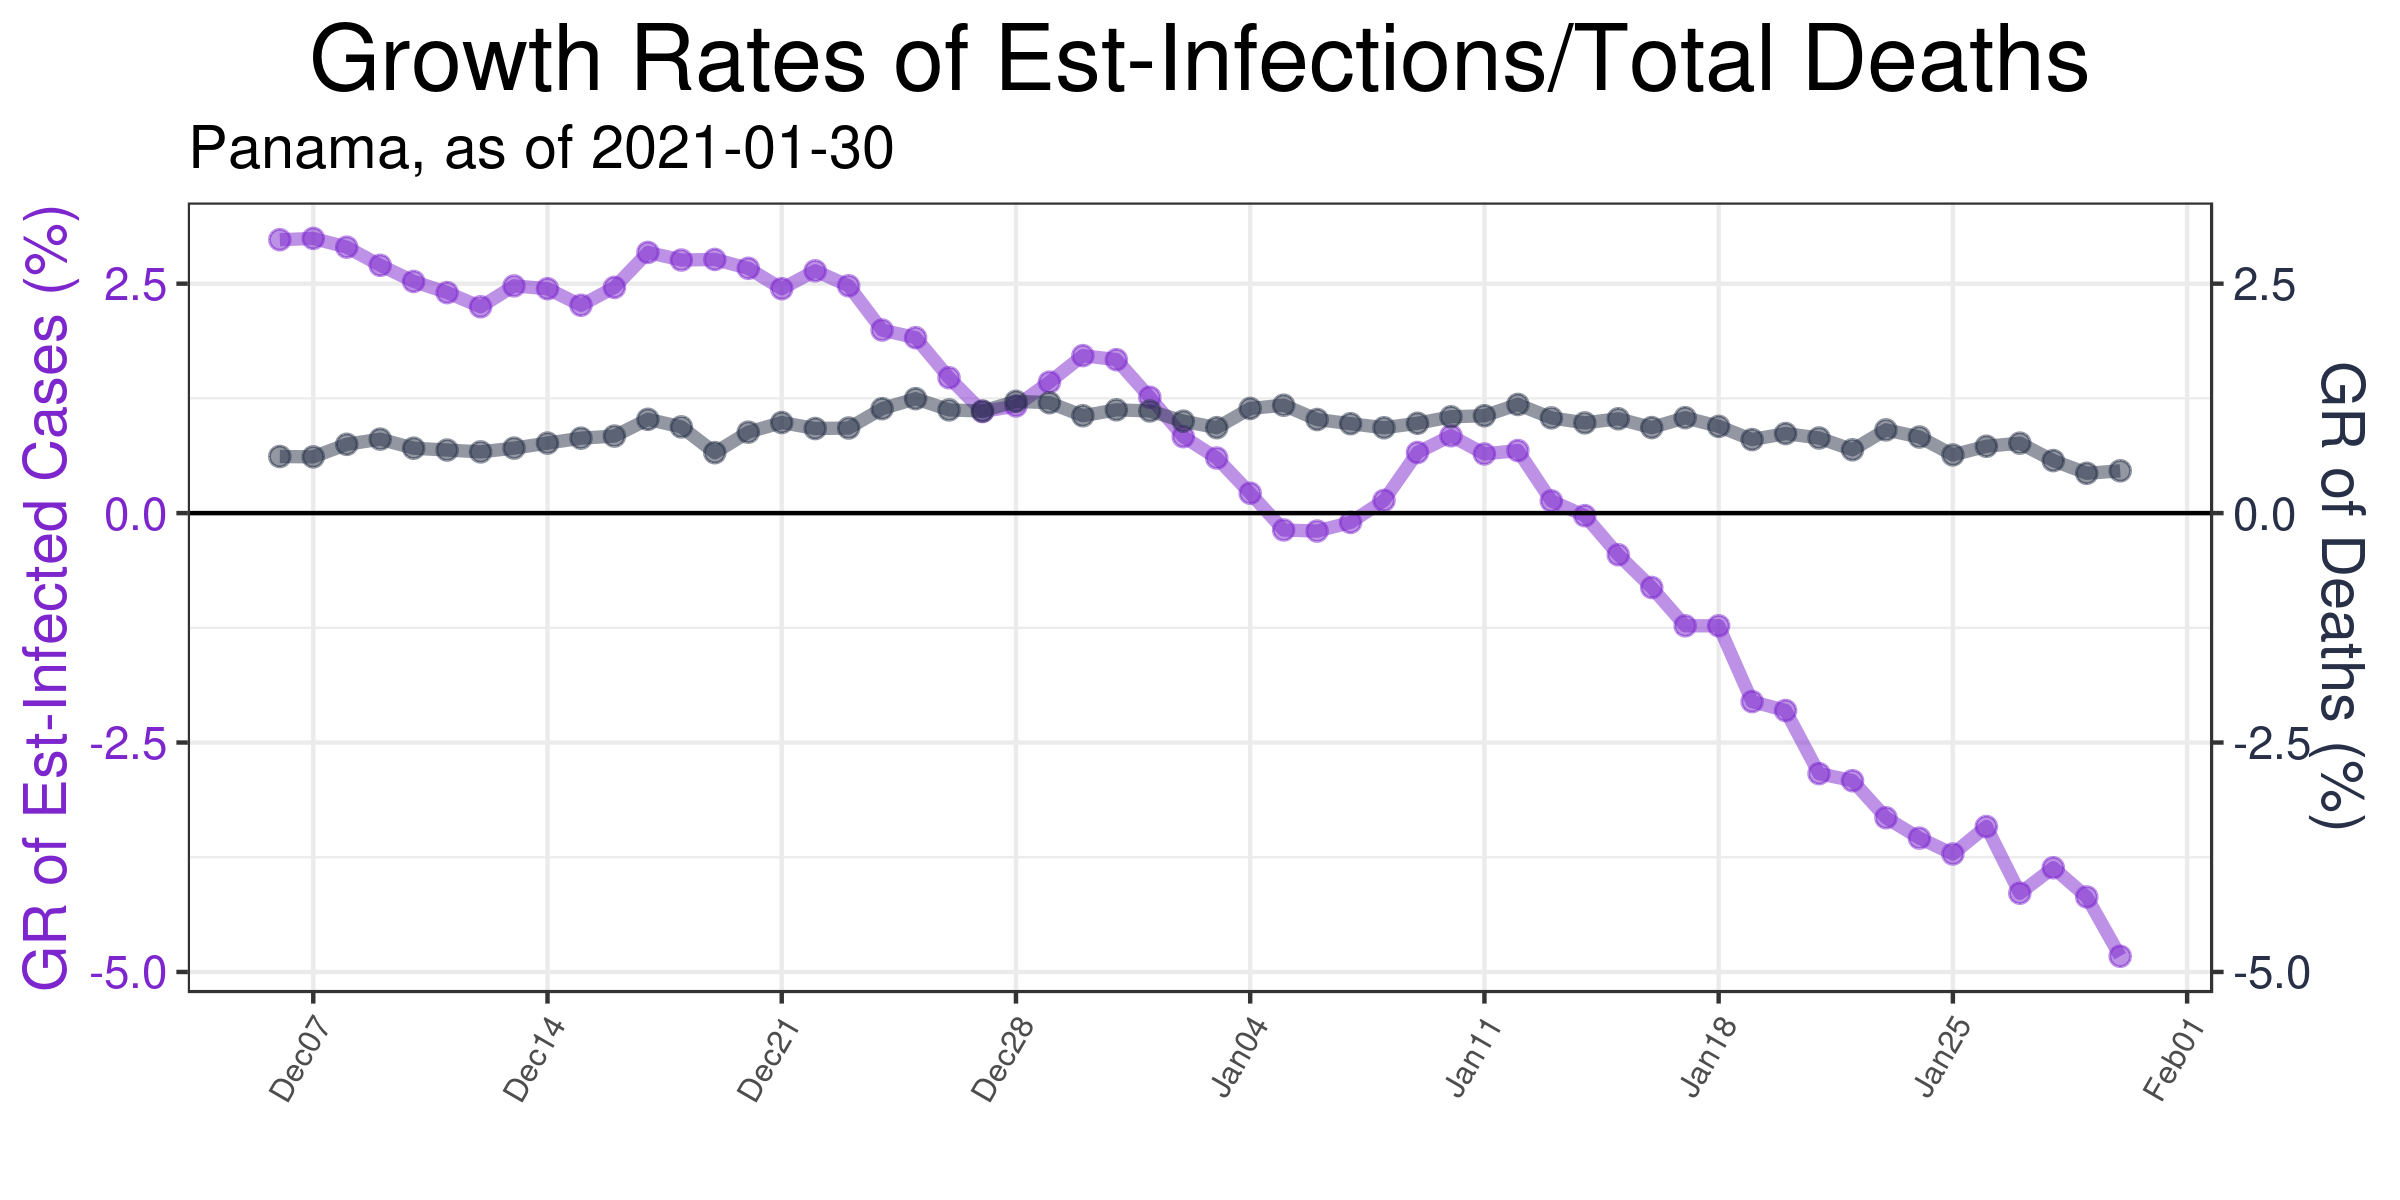 Growth Rates of Est-Infections/Total Deaths
Panama, as of 2021-01-30
GR of Est-Infected Cases (%)
2.5
0.0
-2.5
-5.0
2.5
0.0
-2.5
-5.0
GR of Deaths (%)
Dec07
Dec14
Dec21
Dec28
Jan04
Jan11
Jan18
Jan25
Feb01